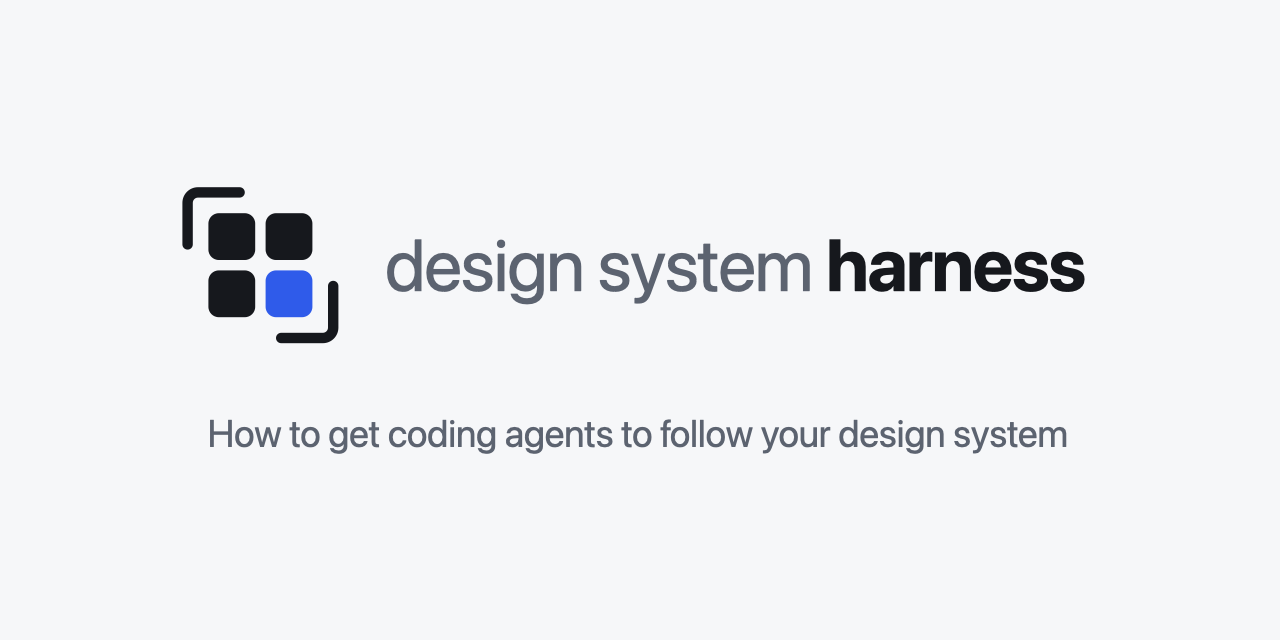 design system harness
How to get coding agents to follow your design system